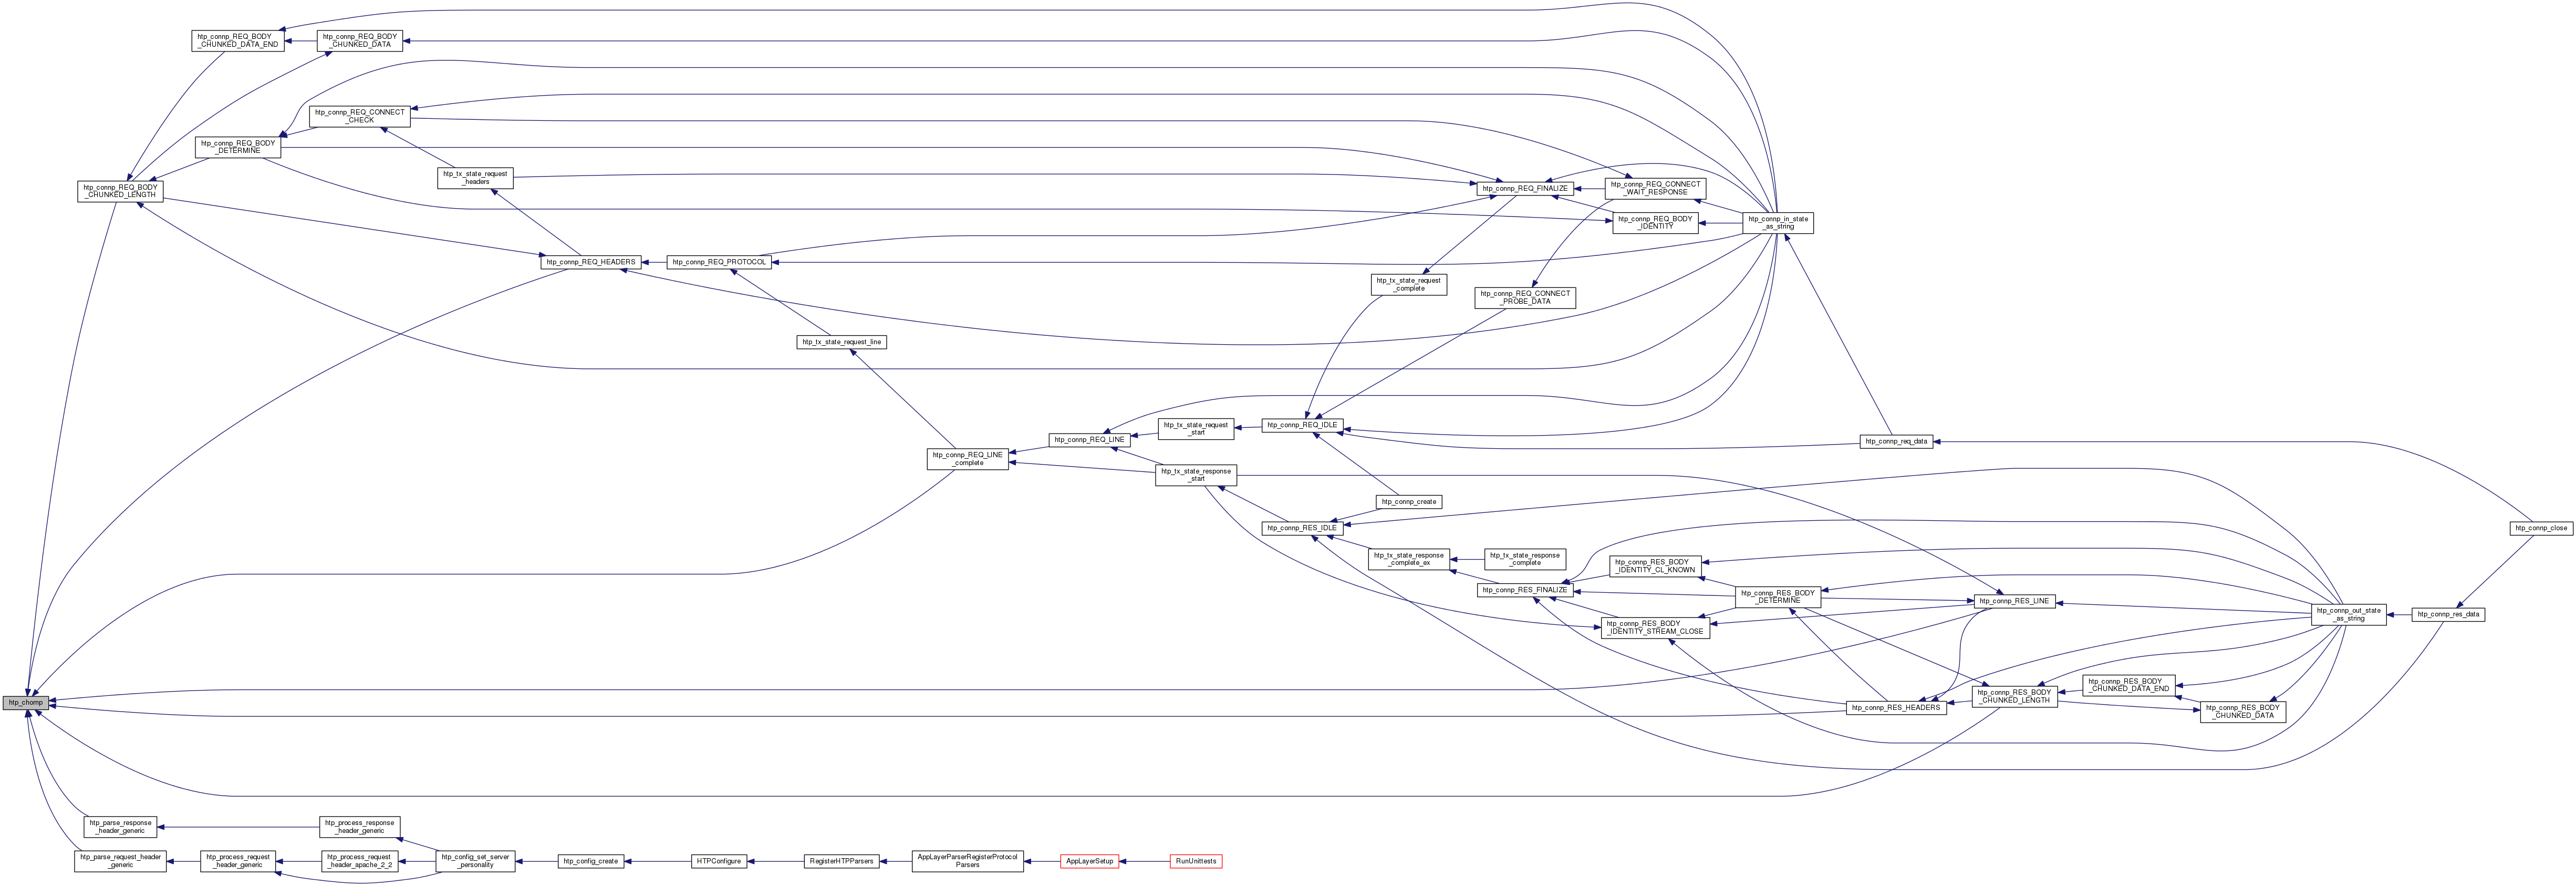 htp_connp_REQ_BODY
_CHUNKED_DATA_END
htp_connp_REQ_BODY
_CHUNKED_DATA
htp_connp_REQ_CONNECT
_CHECK
htp_connp_REQ_BODY
_DETERMINE
htp_tx_state_request
_headers
htp_connp_REQ_BODY
_CHUNKED_LENGTH
htp_connp_REQ_FINALIZE
htp_connp_REQ_CONNECT
_WAIT_RESPONSE
htp_connp_REQ_BODY
_IDENTITY
htp_connp_in_state
_as_string
htp_connp_REQ_HEADERS
htp_connp_REQ_PROTOCOL
htp_tx_state_request
_complete
htp_connp_REQ_CONNECT
_PROBE_DATA
htp_tx_state_request_line
htp_connp_REQ_LINE
_complete
htp_connp_REQ_LINE
htp_tx_state_request
_start
htp_connp_REQ_IDLE
htp_connp_req_data
htp_tx_state_response
_start
htp_connp_create
htp_connp_RES_IDLE
htp_connp_close
htp_tx_state_response
_complete_ex
htp_tx_state_response
_complete
htp_connp_RES_BODY
_IDENTITY_CL_KNOWN
htp_connp_RES_FINALIZE
htp_connp_RES_BODY
_DETERMINE
htp_connp_RES_LINE
htp_connp_out_state
_as_string
htp_connp_res_data
htp_connp_RES_BODY
_IDENTITY_STREAM_CLOSE
htp_chomp
htp_connp_RES_HEADERS
htp_connp_RES_BODY
_CHUNKED_LENGTH
htp_connp_RES_BODY
_CHUNKED_DATA_END
htp_connp_RES_BODY
_CHUNKED_DATA
htp_parse_response
_header_generic
htp_process_response
_header_generic
htp_parse_request_header
_generic
htp_process_request
_header_generic
htp_process_request
_header_apache_2_2
htp_config_set_server
_personality
htp_config_create
HTPConfigure
RegisterHTPParsers
AppLayerParserRegisterProtocol
Parsers
AppLayerSetup
RunUnittests